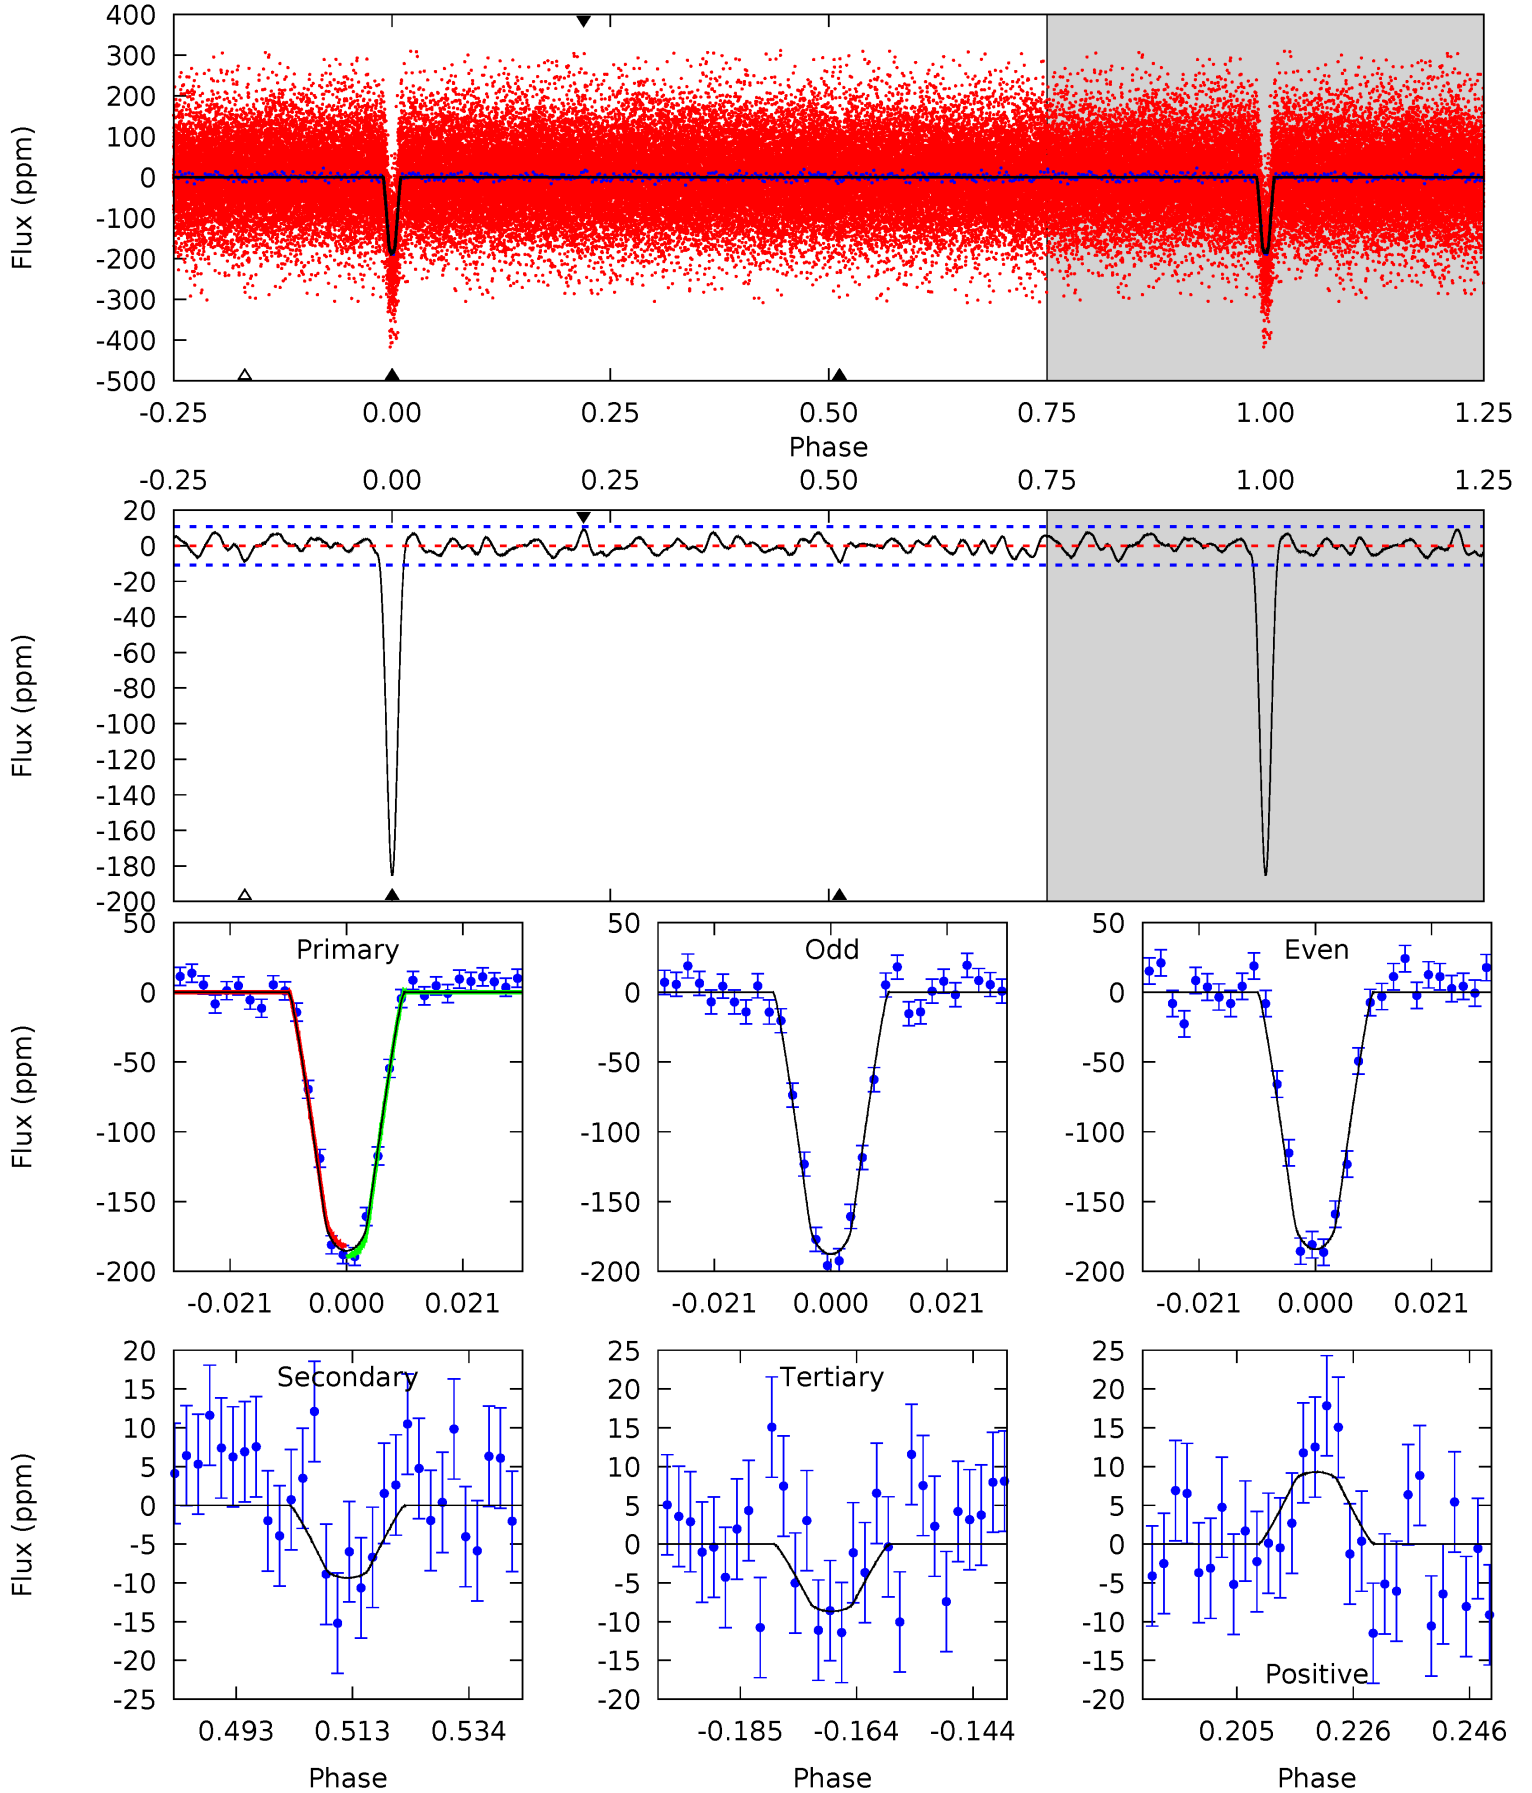 400
300
200
100
0
-100
-200
-300
-400
-500
Flux (ppm)
-0.25 0.00 0.25 0.50 0.75 1.00 1.25
Phase
-0.25 0.00 0.25 0.50 0.75 1.00 1.25
20
0
-20
-40
-60
-80
-100
-120
-140
-160
-180
-200
Flux (ppm)
Primary Odd Even
50 50 50
0 0 0
-50 -50 -50
-100 -100 -100
-150 -150 -150
-200 -200 -200
Flux (ppm)
-0.021 0.000 0.021 -0.021 0.000 0.021 -0.021 0.000 0.021
Secondary Tertiary Positive
20
15
10
5
0
-5
-10
-15
-20
-25
Flux (ppm)
25
20
15
10
5
0
-5
-10
-15
-20
25
20
15
10
5
0
-5
-10
-15
-20
0.493 0.513 0.534 -0.185 -0.164 -0.144 0.205 0.226 0.246
Phase Phase Phase